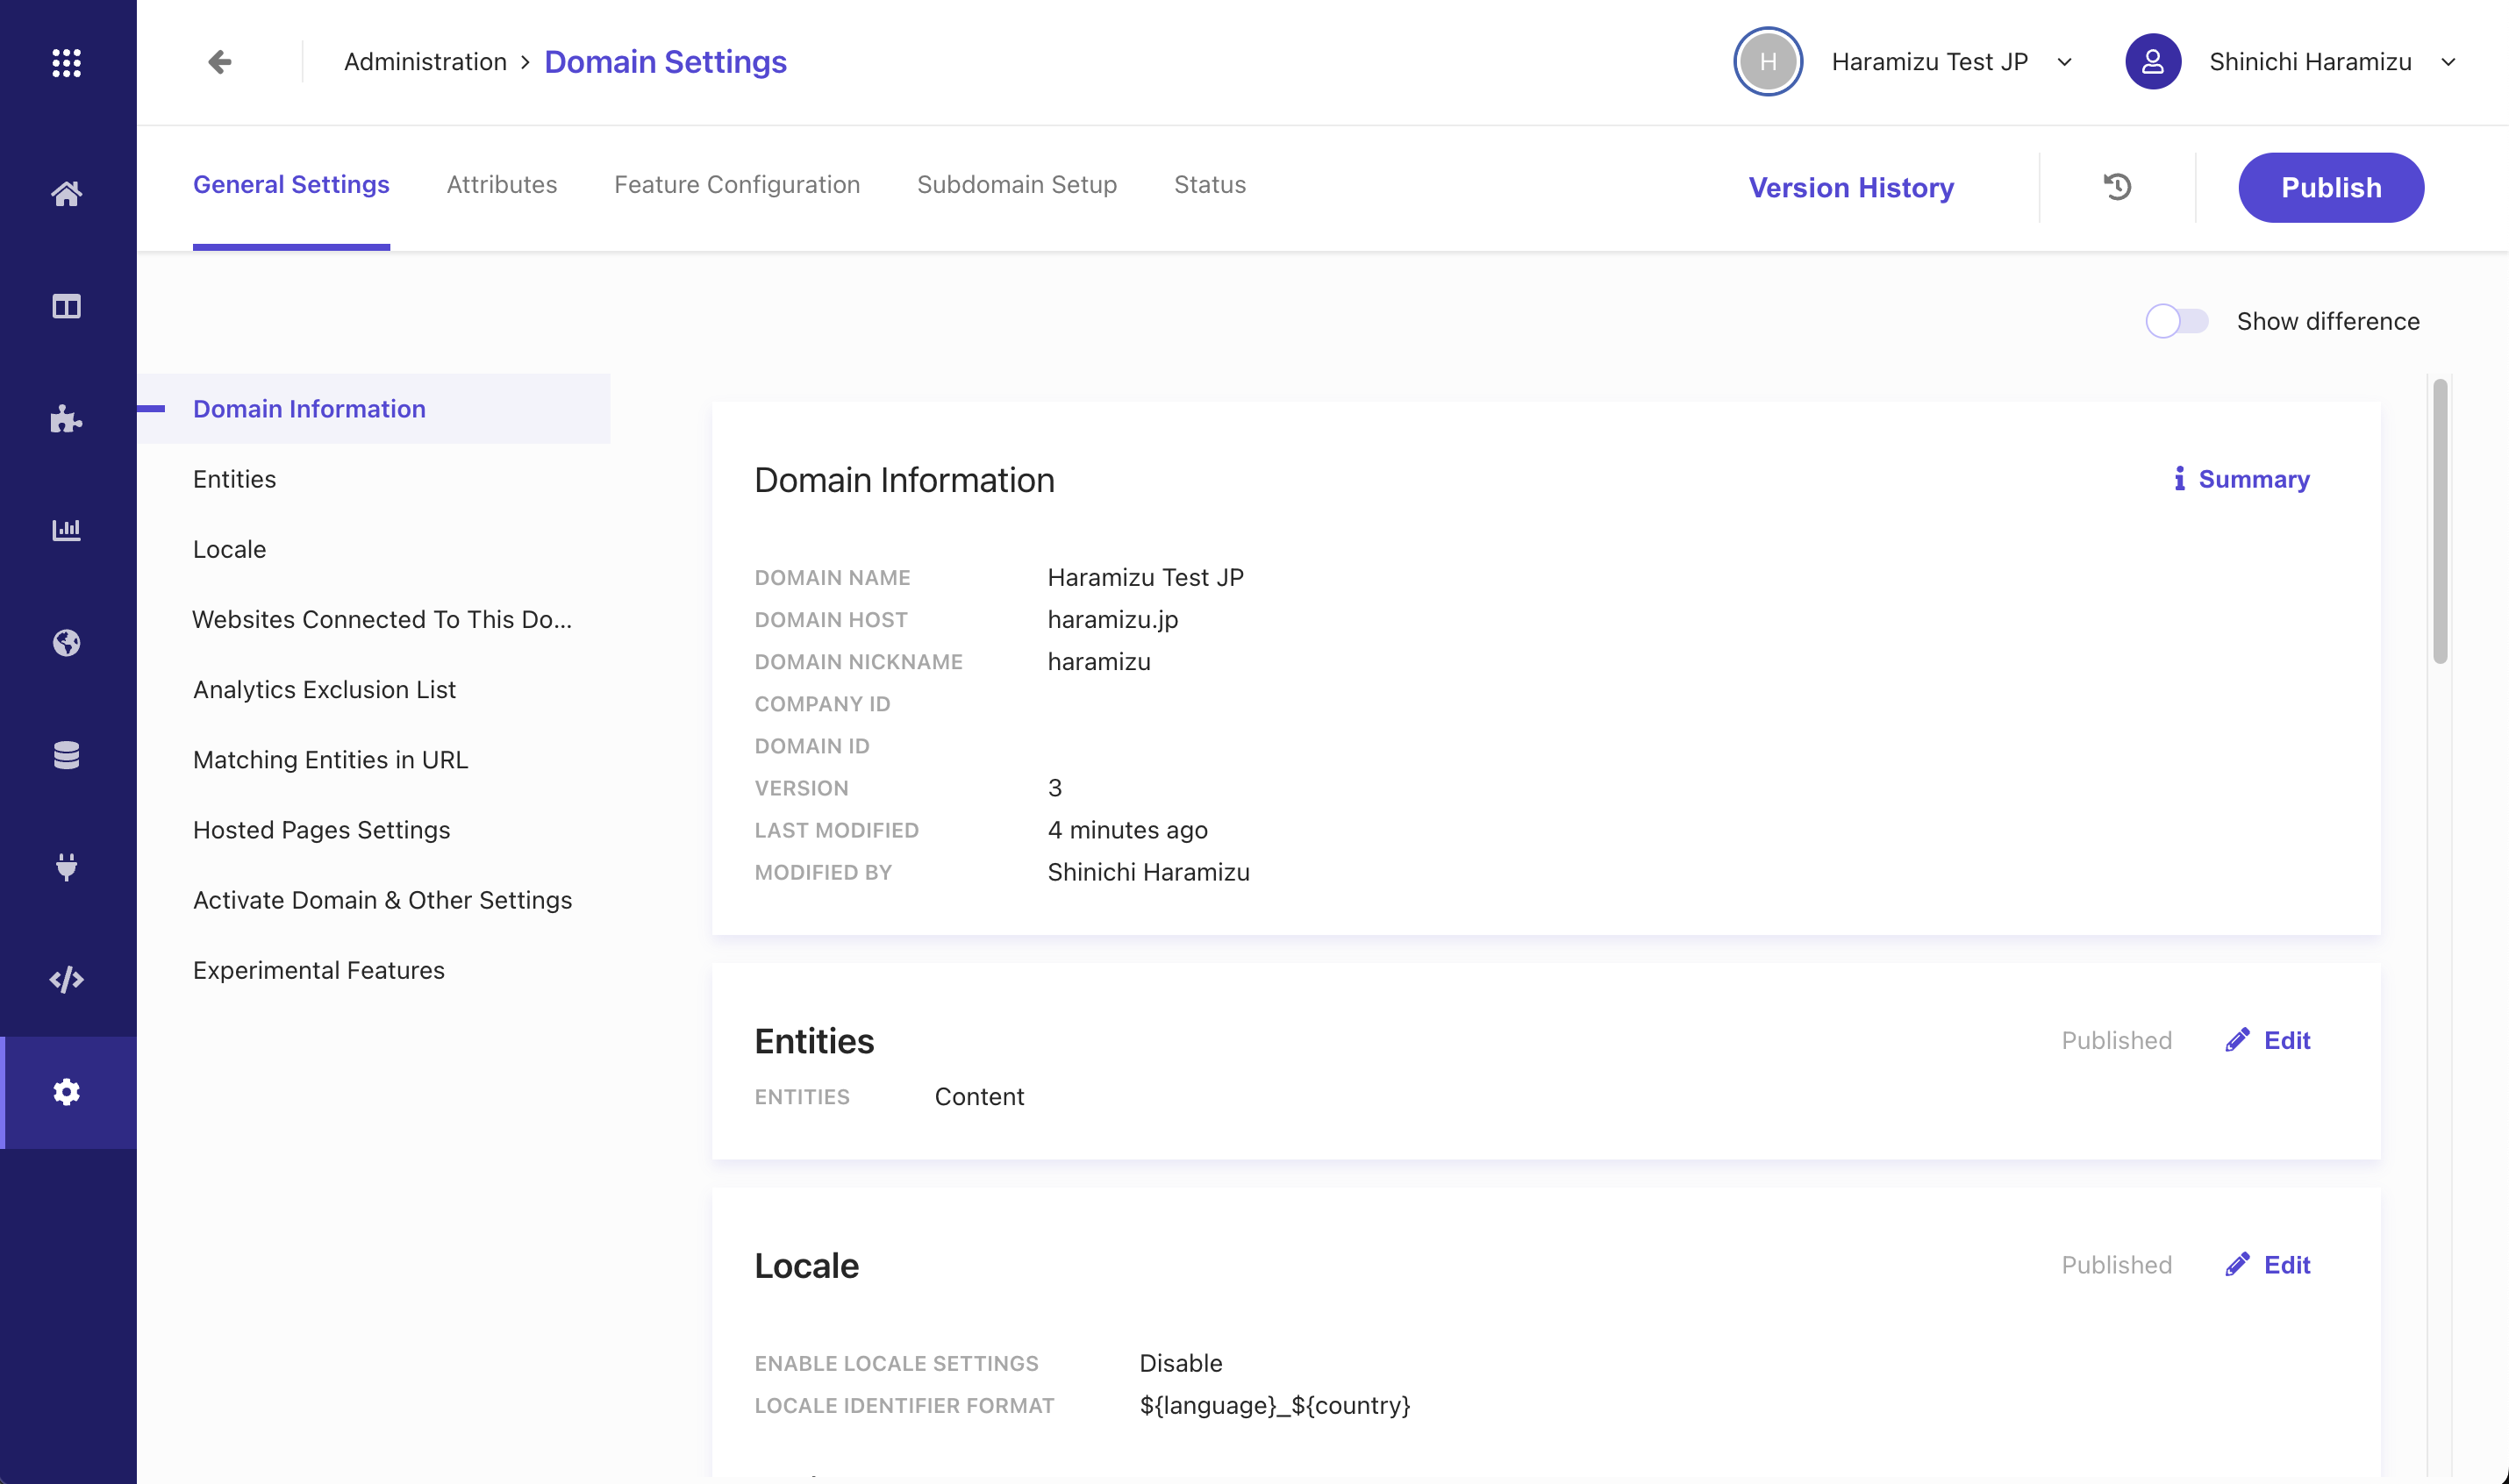 Administration > Domain Settings
H
Haramizu Test JP
Shinichi Haramizu
General Settings
Attributes
Feature Configuration
Subdomain Setup
Status
Version History
Publish
Show difference
Domain Information
Entities
Locale
Websites Connected To This Do...
Analytics Exclusion List
Matching Entities in URL
Hosted Pages Settings
Activate Domain & Other Settings
Experimental Features
Domain Information
Summary
DOMAIN NAME Haramizu Test JP
DOMAIN HOST haramizu.jp
DOMAIN NICKNAME haramizu
COMPANY ID
DOMAIN ID
VERSION 3
LAST MODIFIED 4 minutes ago
MODIFIED BY Shinichi Haramizu
Entities
Published
Edit
ENTITIES Content
Locale
Published
Edit
ENABLE LOCALE SETTINGS Disable
LOCALE IDENTIFIER FORMAT ${language}_${country}